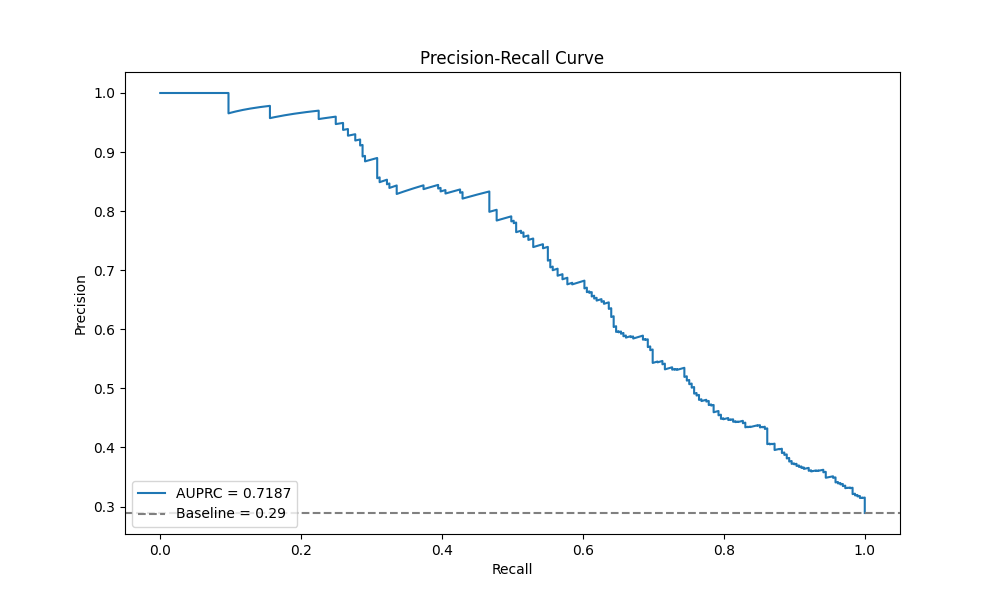 Precision-Recall Curve
Precision
1.0
0.9
0.8
0.7
0.6
0.5
0.4
0.3
AUPRC = 0.7187
Baseline = 0.29
0.0 0.2 0.4 0.6 0.8 1.0
Recall